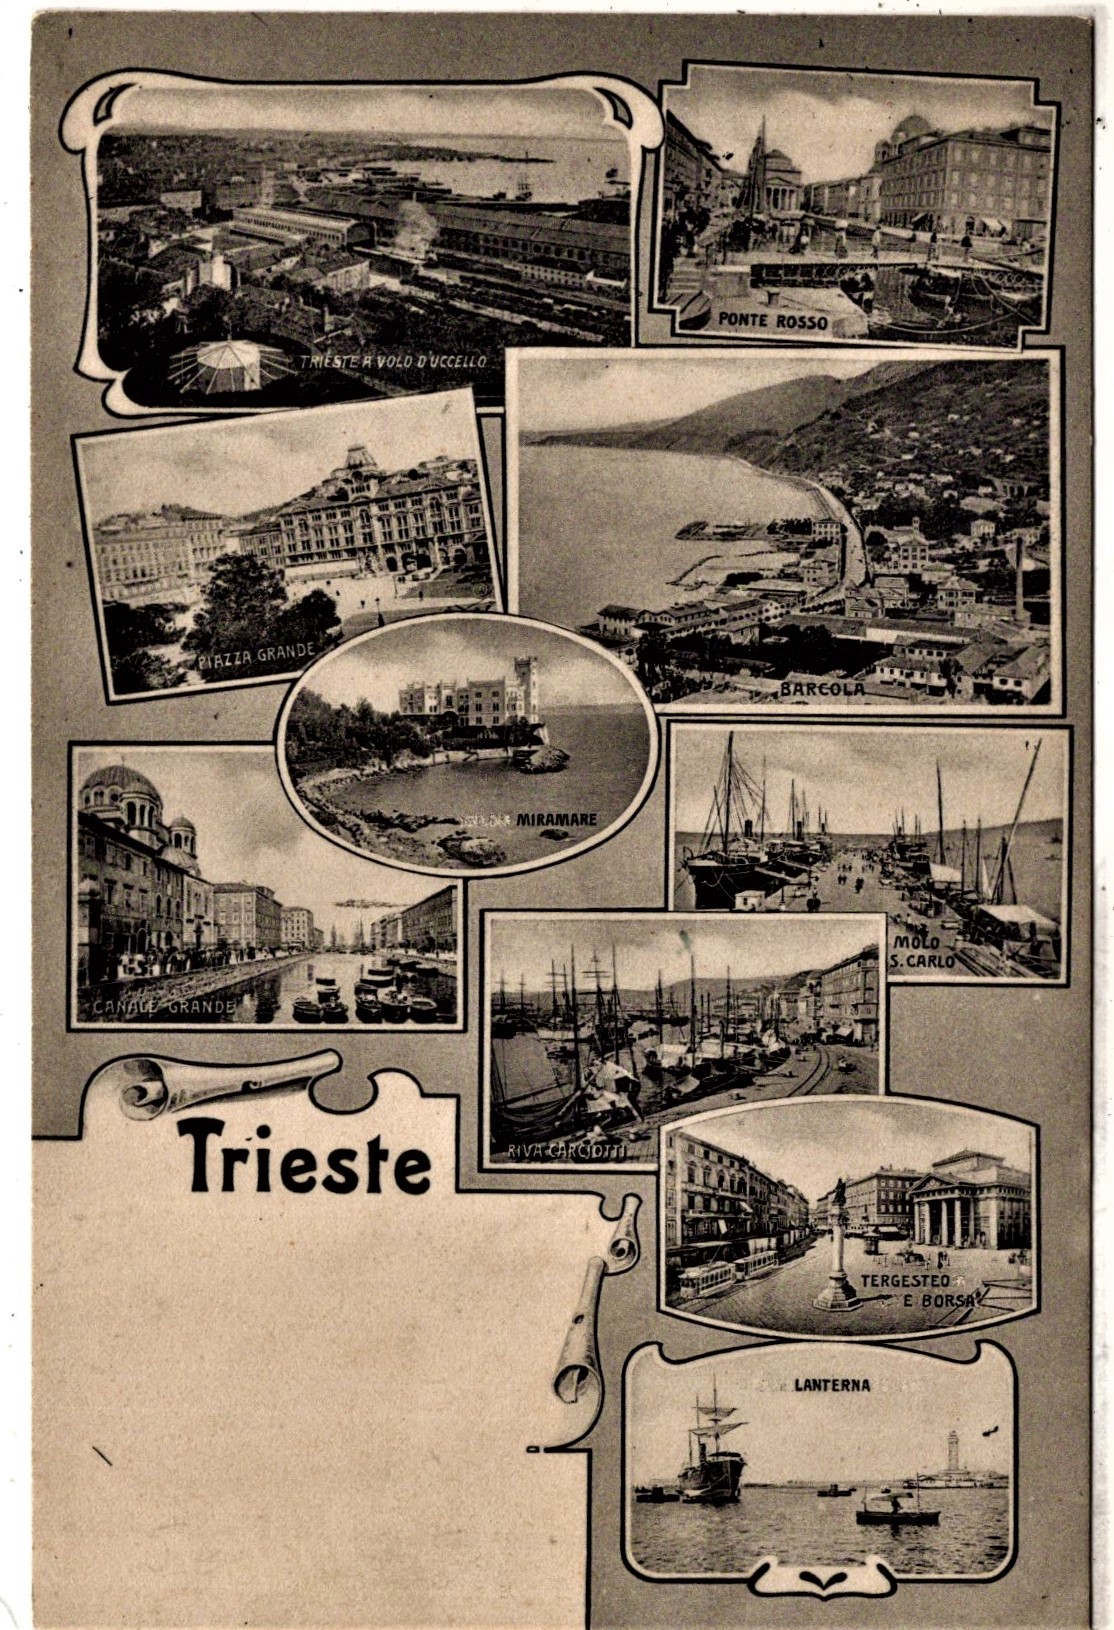 TRIESTE A VOLO D'UCCELLO
PONTE ROSSO
PIAZZA GRANDE
BARCOLA
MIRAMARE
CANALE GRANDE
MOLO
S. CARLO
RIVA CARCIOTTI
Trieste
TERGESTEO
E BORSA
LANTERNA